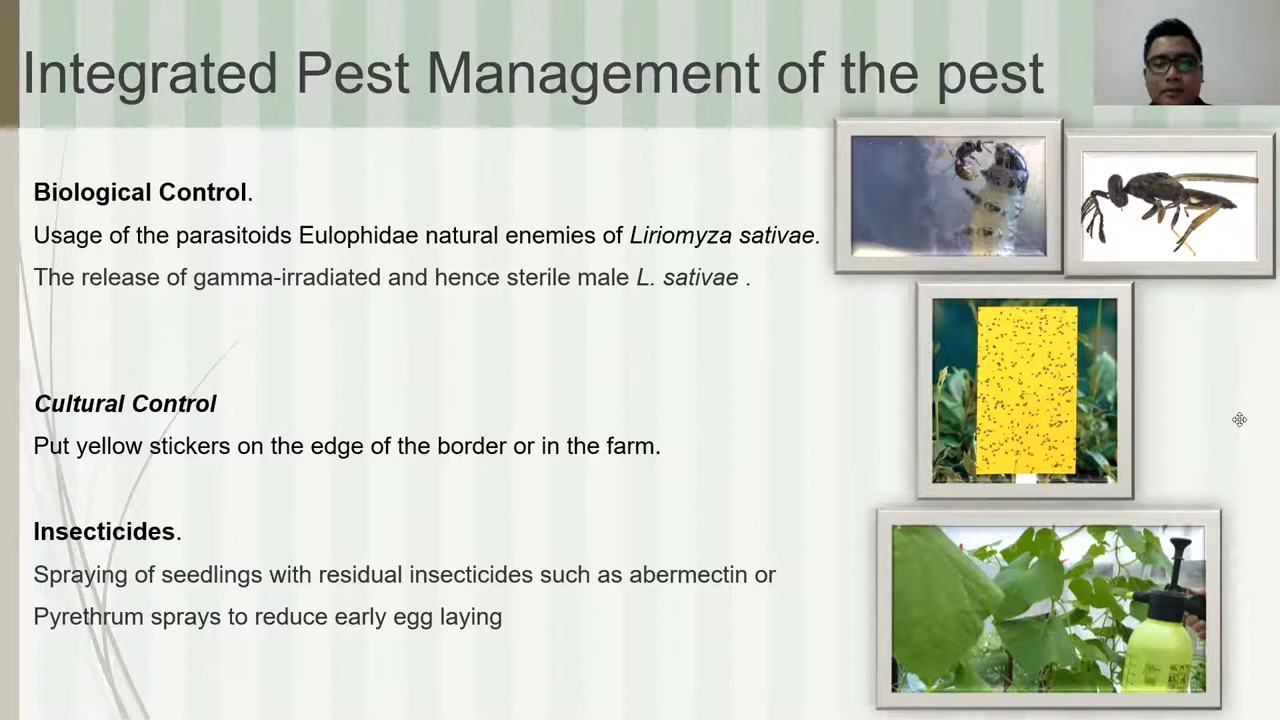 Integrated Pest Management of the pest
Biological Control.
Usage of the parasitoids Eulophidae natural enemies of Liriomyza sativae.
The release of gamma-irradiated and hence sterile male L. sativae .
Cultural Control
Put yellow stickers on the edge of the border or in the farm.
Insecticides.
Spraying of seedlings with residual insecticides such as abermectin or
Pyrethrum sprays to reduce early egg laying